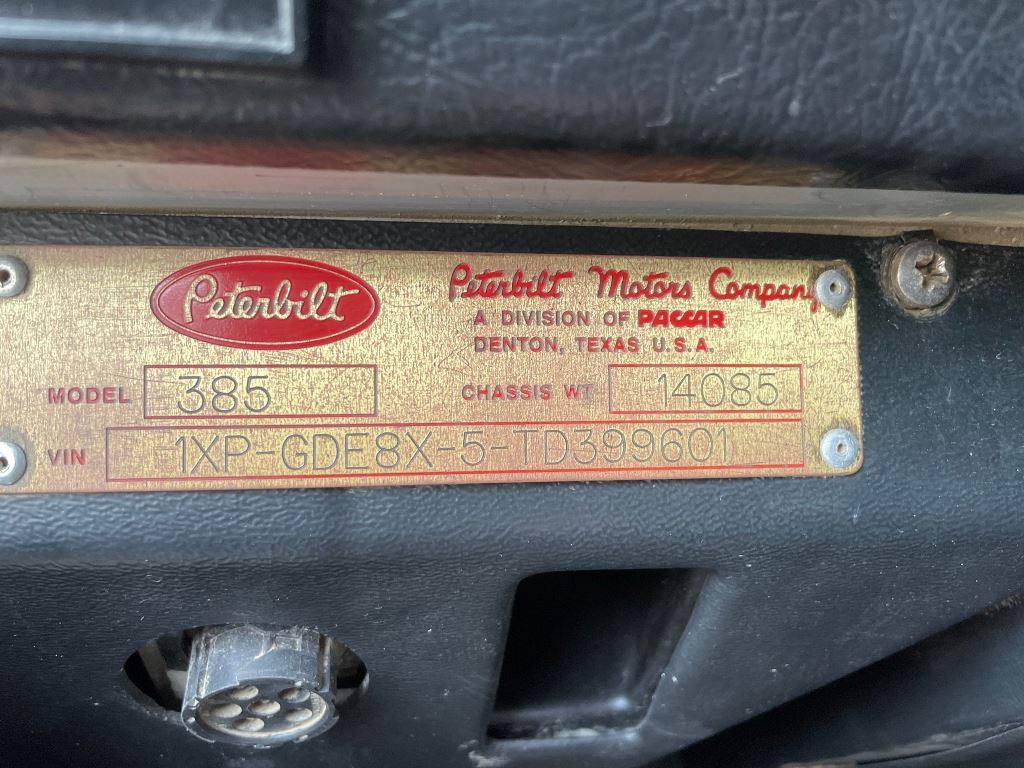 Peterbilt
Peterbilt Motors Company
A DIVISION OF PACCAR
DENTON, TEXAS U.S.A.
MODEL 385
CHASSIS WT 14085
VIN 1XP-GDE8X-5-TD399601